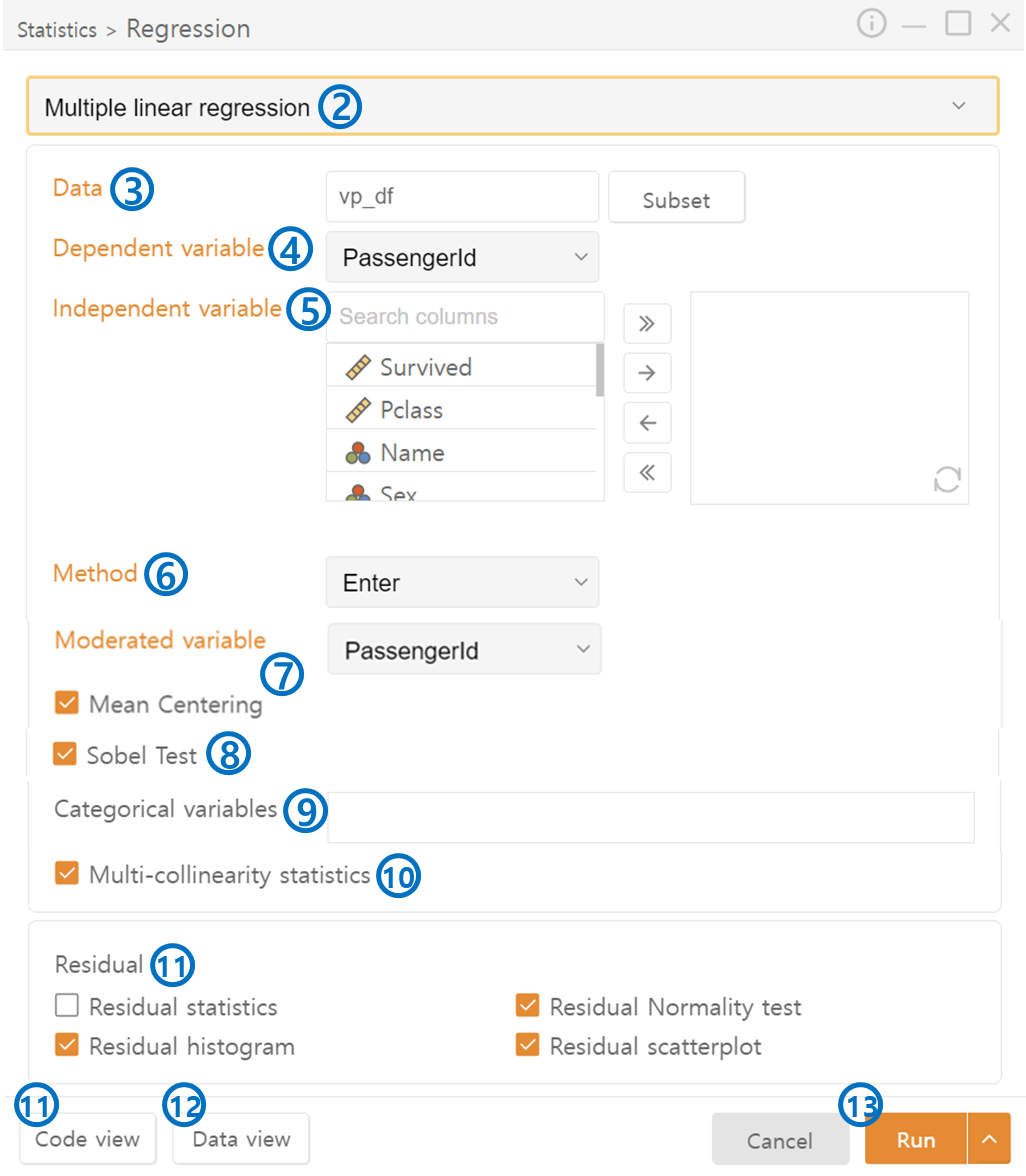 Statistics > Regression
Multiple linear regression ②
Data ③ vp_df Subset
Dependent variable ④ PassengerId
Independent variable ⑤ Search columns
Survived
Pclass
Name
Sex
Method ⑥ Enter
Moderated variable PassengerId
⑦
Mean Centering
Sobel Test ⑧
Categorical variables ⑨
Multi-collinearity statistics ⑩
Residual ⑪
Residual statistics Residual Normality test
Residual histogram Residual scatterplot
⑪ ⑫ ⑬
Code view Data view Cancel Run